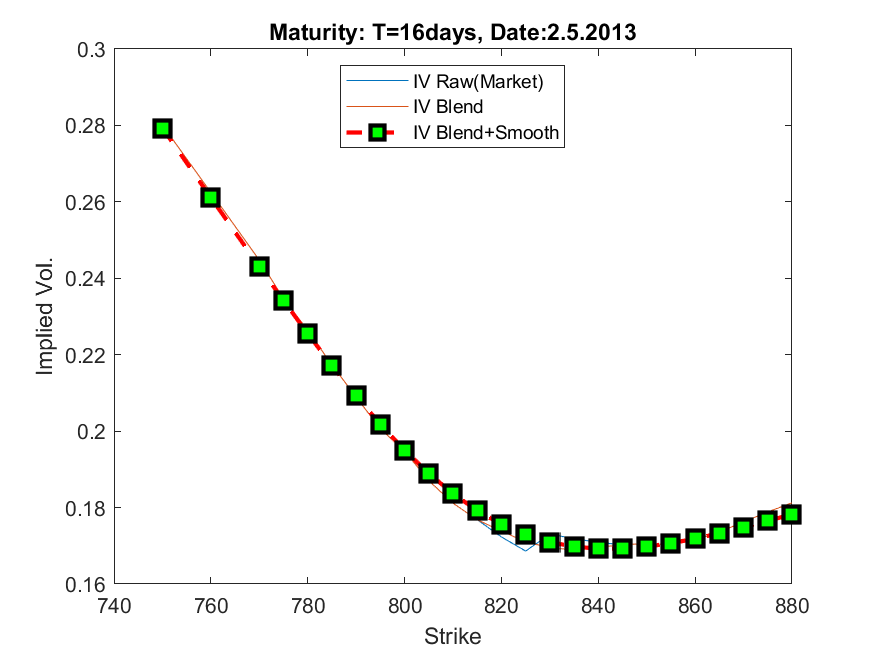 Maturity: T=16days, Date:2.5.2013
0.3
IV Raw(Market)
IV Blend
IV Blend+Smooth
0.28
0.26
0.24
0.22
0.2
0.18
0.16
Implied Vol.
740 760 780 800 820 840 860 880
Strike